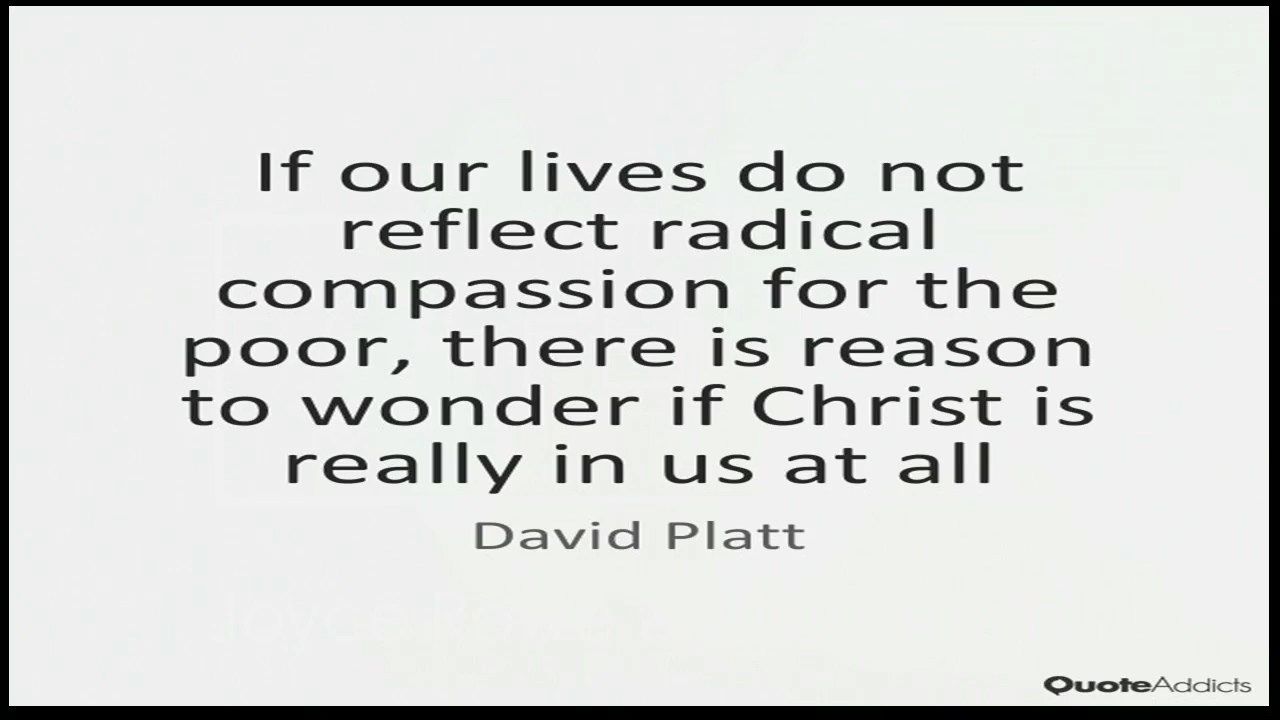 If our lives do not
reflect radical
compassion for the
poor, there is reason
to wonder if Christ is
really in us at all
David Platt
QuoteAddicts